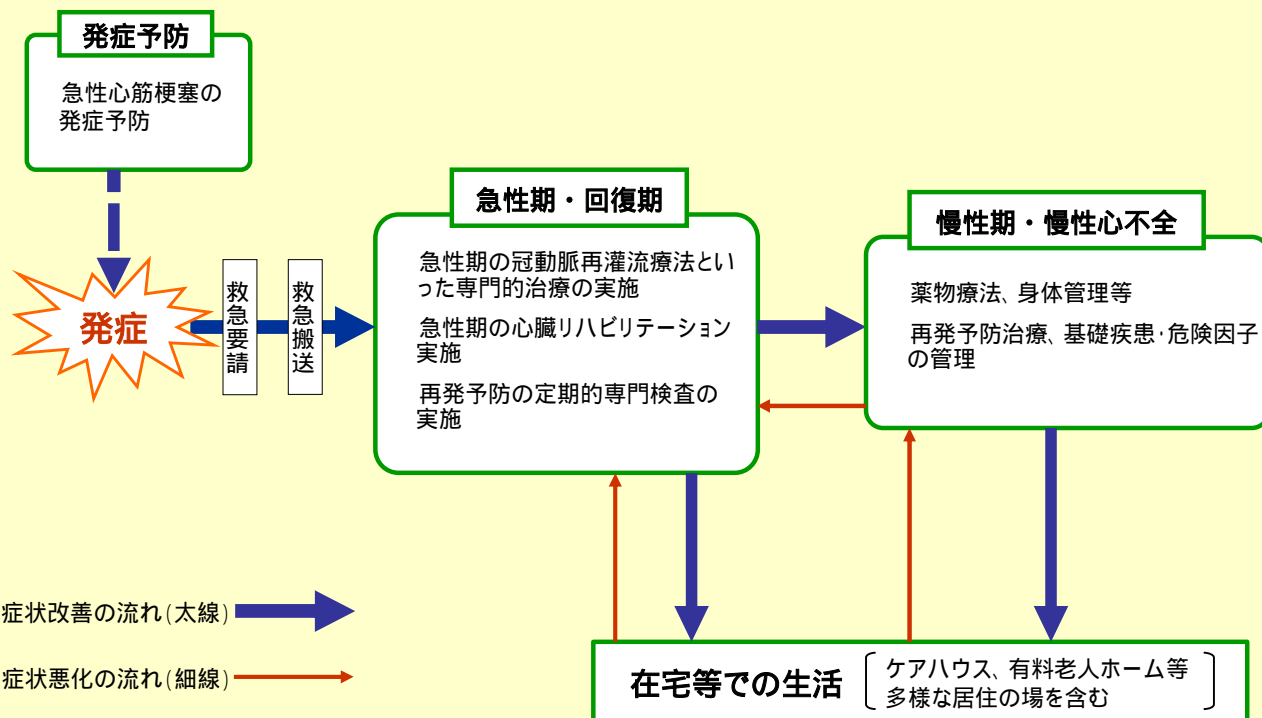 発症予防
急性心筋梗塞の
発症予防
発症
救急要請
救急搬送
急性期・回復期
急性期の冠動脈再灌流療法とい
った専門的治療の実施
急性期の心臓リハビリテーション
実施
再発予防の定期的専門検査の
実施
慢性期・慢性心不全
薬物療法、身体管理等
再発予防治療、基礎疾患・危険因子
の管理
症状改善の流れ(太線)
症状悪化の流れ(細線)
在宅等での生活
ケアハウス、有料老人ホーム等
多様な居住の場を含む